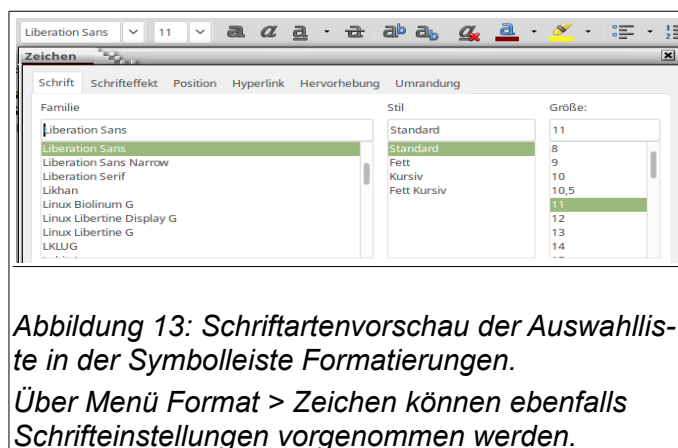 Liberation Sans 11 a a a a ab ab a a
Zeichen
Schrift Schrifteffekt Position Hyperlink Hervorhebung Umrandung
Familie Stil Größe:
Liberation Sans Standard 11
Liberation Sans Standard 8
Liberation Sans Narrow Fett 9
Liberation Serif Kursiv 10
Likhan Fett Kursiv 10,5
Linux Biolinum G 11
Linux Libertine Display G 12
Linux Libertine G 13
LKLUG 14
Abbildung 13: Schriftartenvorschau der Auswahllis-
te in der Symbolleiste Formatierungen.
Über Menü Format > Zeichen können ebenfalls
Schrifteinstellungen vorgenommen werden.